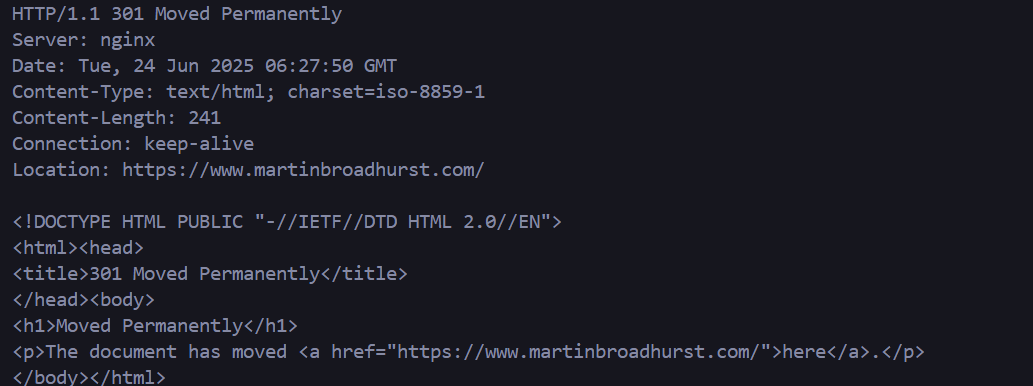 HTTP/1.1 301 Moved Permanently
Server: nginx
Date: Tue, 24 Jun 2025 06:27:50 GMT
Content-Type: text/html; charset=iso-8859-1
Content-Length: 241
Connection: keep-alive
Location: https://www.martinbroadhurst.com/

<!DOCTYPE HTML PUBLIC "-//IETF//DTD HTML 2.0//EN">
<html><head>
<title>301 Moved Permanently</title>
</head><body>
<h1>Moved Permanently</h1>
<p>The document has moved <a href="https://www.martinbroadhurst.com/">here</a>.</p>
</body></html>